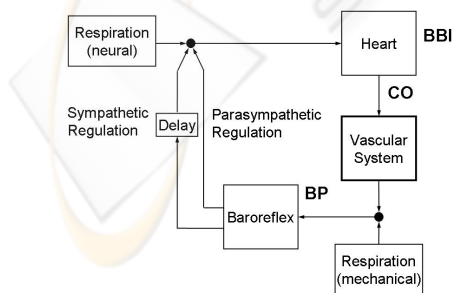 Respiration
(neural)
Heart
BBI
CO
Sympathetic
Regulation
Delay
Parasympathetic
Regulation
Vascular
System
BP
Baroreflex
Respiration
(mechanical)